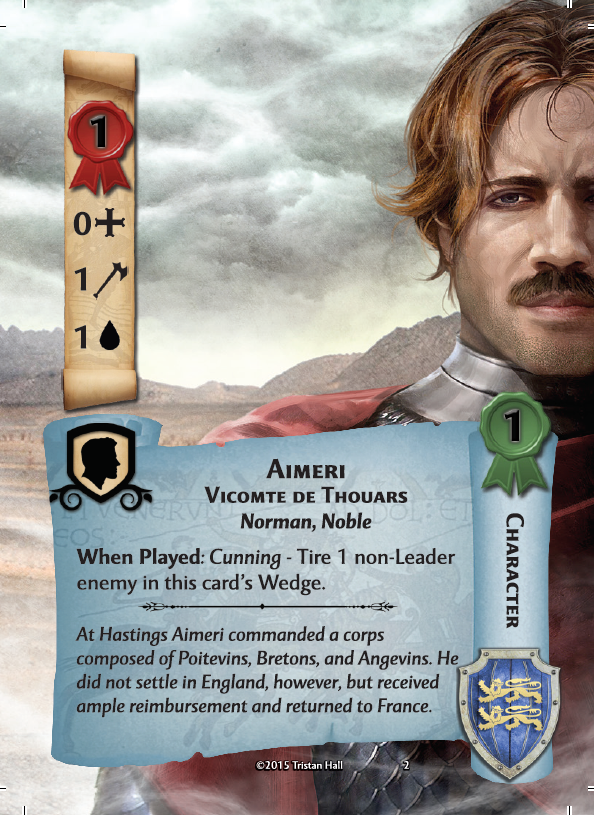 1
0
1
1
1
AIMERI
VICOMTE DE THOUARS
Norman, Noble
When Played: Cunning - Tire 1 non-Leader
enemy in this card's Wedge.
CHARACTER
At Hastings Aimeri commanded a corps
composed of Poitevins, Bretons, and Angevins. He
did not settle in England, however, but received
ample reimbursement and returned to France.
©2015 Tristan Hall
2